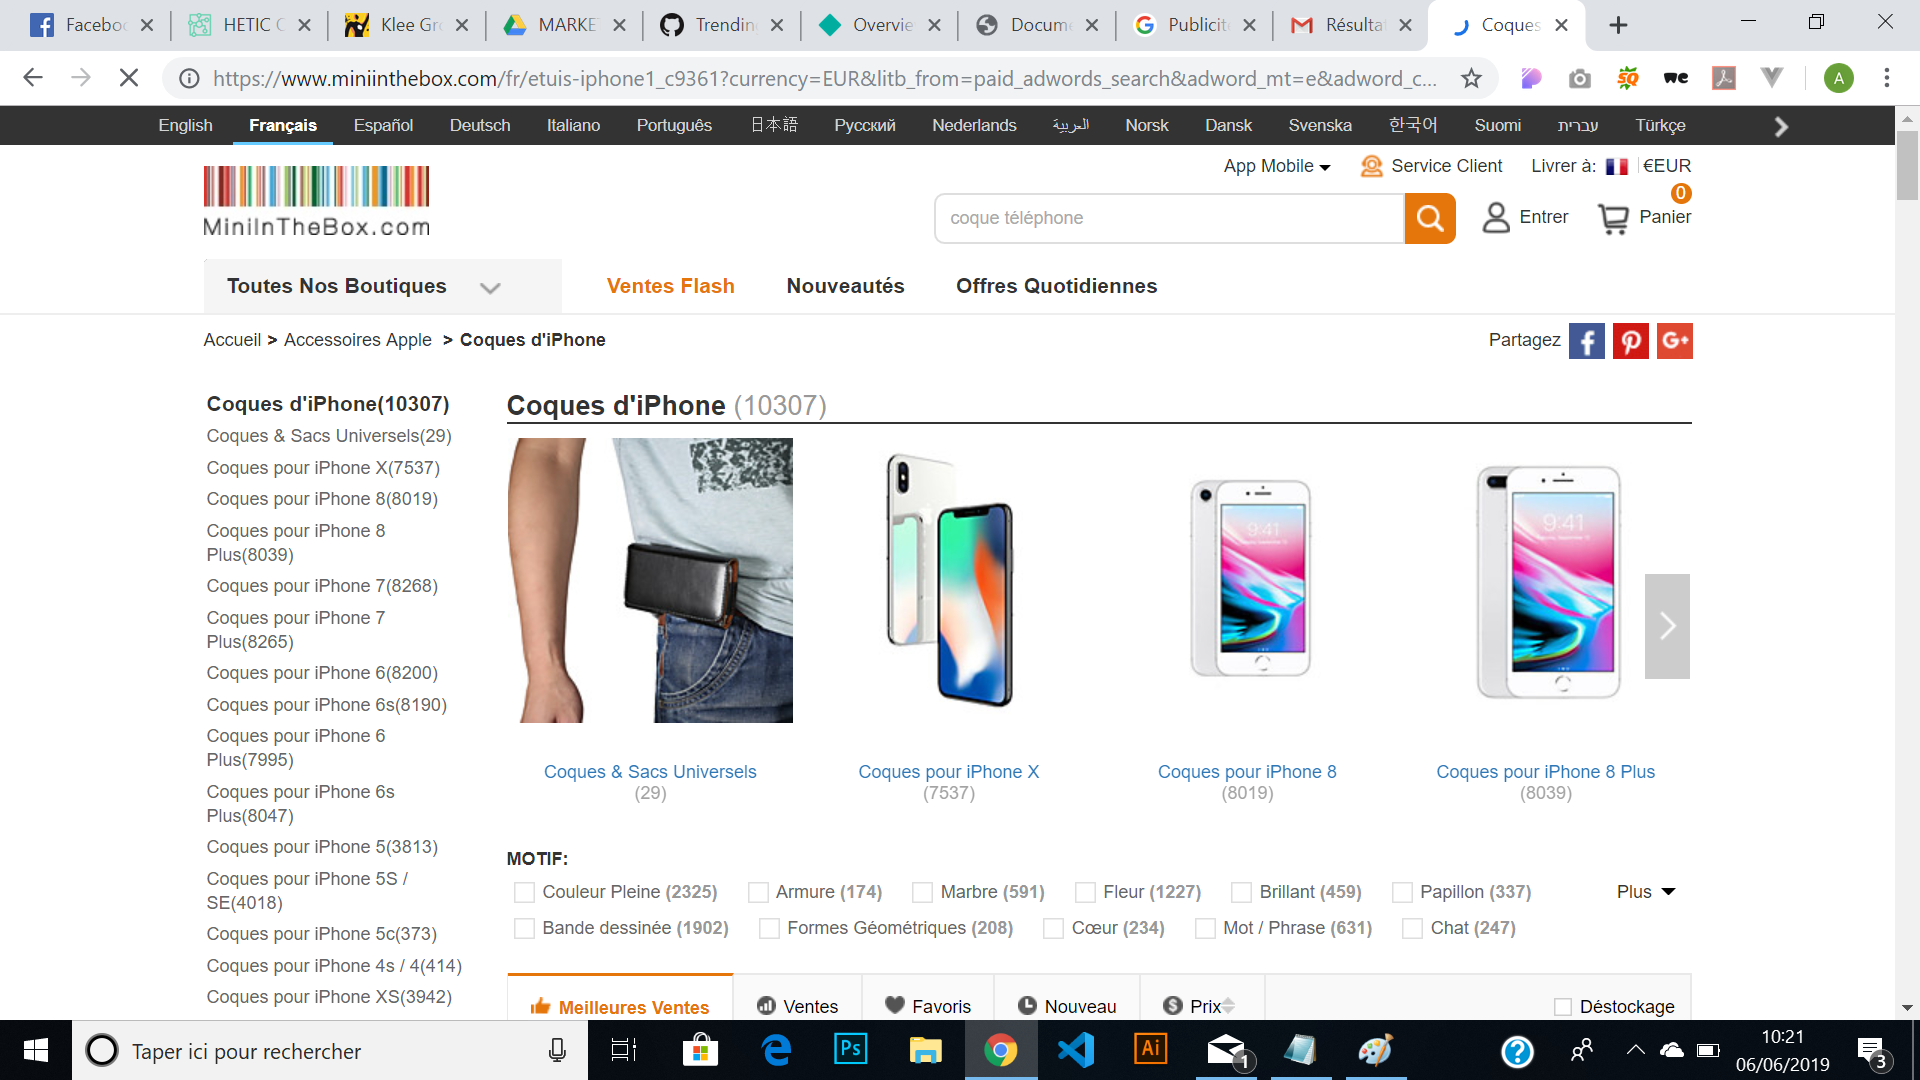 Facebo HETIC C Klee Gr MARKE Trendin Overvie Docum Publicit Résulta Coques
https://www.miniinthebox.com/fr/etuis-iphone1_c9361?currency=EUR&litb_from=paid_adwords_search&adword_mt=e&adword_c...
A
English Français Español Deutsch Italiano Português 日本語 Русский Nederlands العربية Norsk Dansk Svenska 한국어 Suomi עברית Türkçe
App Mobile Service Client Livrer à: €EUR
MiniInTheBox.com
coque téléphone
Entrer
0
Panier
Toutes Nos Boutiques Ventes Flash Nouveautés Offres Quotidiennes
Accueil > Accessoires Apple > Coques d'iPhone
Partagez
Coques d'iPhone(10307)
Coques & Sacs Universels(29)
Coques pour iPhone X(7537)
Coques pour iPhone 8(8019)
Coques pour iPhone 8
Plus(8039)
Coques pour iPhone 7(8268)
Coques pour iPhone 7
Plus(8265)
Coques pour iPhone 6(8200)
Coques pour iPhone 6s(8190)
Coques pour iPhone 6
Plus(7995)
Coques pour iPhone 6s
Plus(8047)
Coques pour iPhone 5(3813)
Coques pour iPhone 5S /
SE(4018)
Coques pour iPhone 5c(373)
Coques pour iPhone 4s / 4(414)
Coques pour iPhone XS(3942)
Coques d'iPhone (10307)
9:41
9:41
Coques & Sacs Universels
(29)
Coques pour iPhone X
(7537)
Coques pour iPhone 8
(8019)
Coques pour iPhone 8 Plus
(8039)
MOTIF:
Couleur Pleine (2325) Armure (174) Marbre (591) Fleur (1227) Brillant (459) Papillon (337) Plus
Bande dessinée (1902) Formes Géométriques (208) Cœur (234) Mot / Phrase (631) Chat (247)
Meilleures Ventes Ventes Favoris Nouveau Prix Déstockage
Taper ici pour rechercher
Ps
Ai
1
10:21
06/06/2019
3